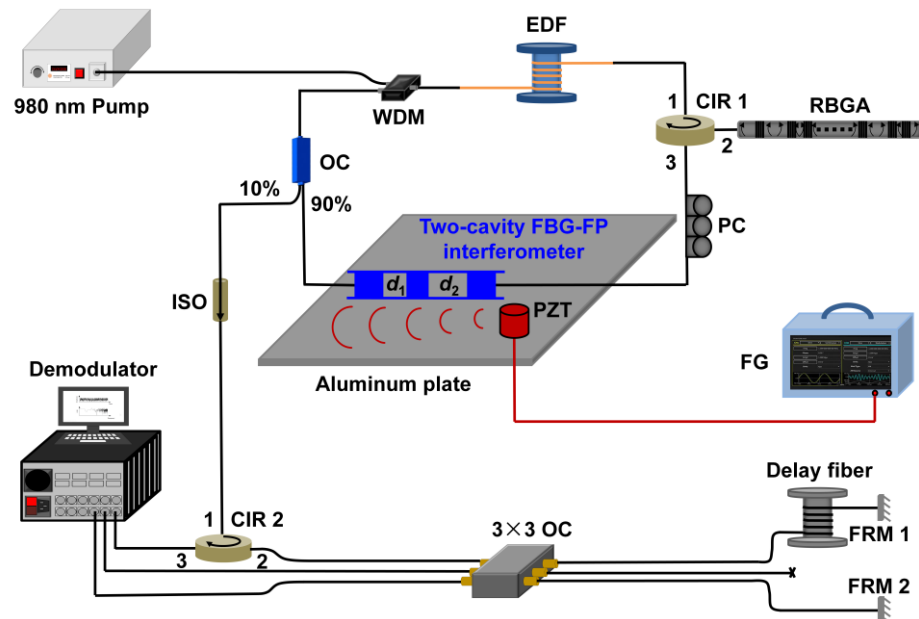 EDF
980 nm Pump
WDM
1
CIR 1
RBGA
2
3
OC
10%
90%
PC
Two-cavity FBG-FP
interferometer
d1
d2
ISO
PZT
FG
Aluminum plate
Demodulator
Delay fiber
1
CIR 2
3×3 OC
3
2
FRM 1
FRM 2